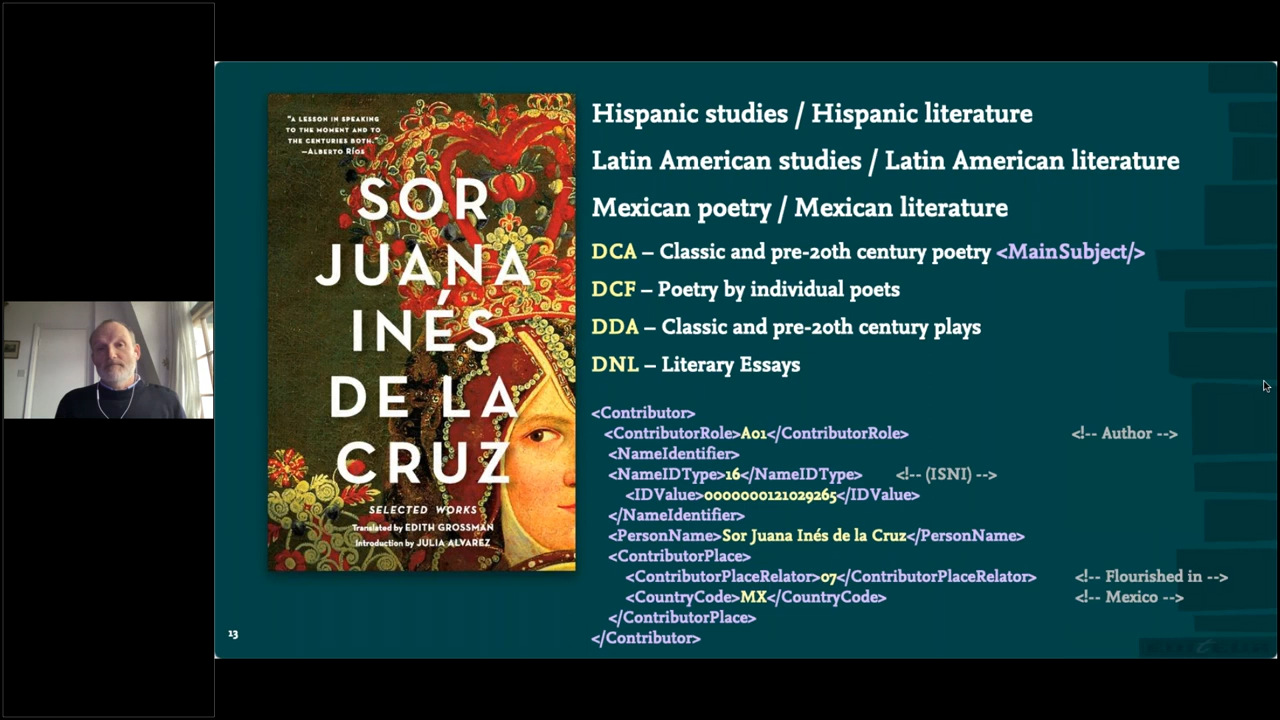 "A LESSON IN SPEAKING
TO THE MOMENT AND TO
THE CENTURIES BOTH."
—ALBERTO RÍOS
SOR
JUANA
INÉS
DE LA
CRUZ
SELECTED WORKS
Translated by EDITH GROSSMAN
Introduction by JULIA ALVAREZ
13
Hispanic studies / Hispanic literature
Latin American studies / Latin American literature
Mexican poetry / Mexican literature
DCA – Classic and pre-20th century poetry <MainSubject/>
DCF – Poetry by individual poets
DDA – Classic and pre-20th century plays
DNL – Literary Essays
<Contributor>
<ContributorRole>A01</ContributorRole> <!-- Author -->
<NameIdentifier>
<NameIDType>16</NameIDType> <!-- (ISNI) -->
<IDValue>0000000121029265</IDValue>
</NameIdentifier>
<PersonName>Sor Juana Inés de la Cruz</PersonName>
<ContributorPlace>
<ContributorPlaceRelator>07</ContributorPlaceRelator> <!-- Flourished in -->
<CountryCode>MX</CountryCode> <!-- Mexico -->
</ContributorPlace>
</Contributor>